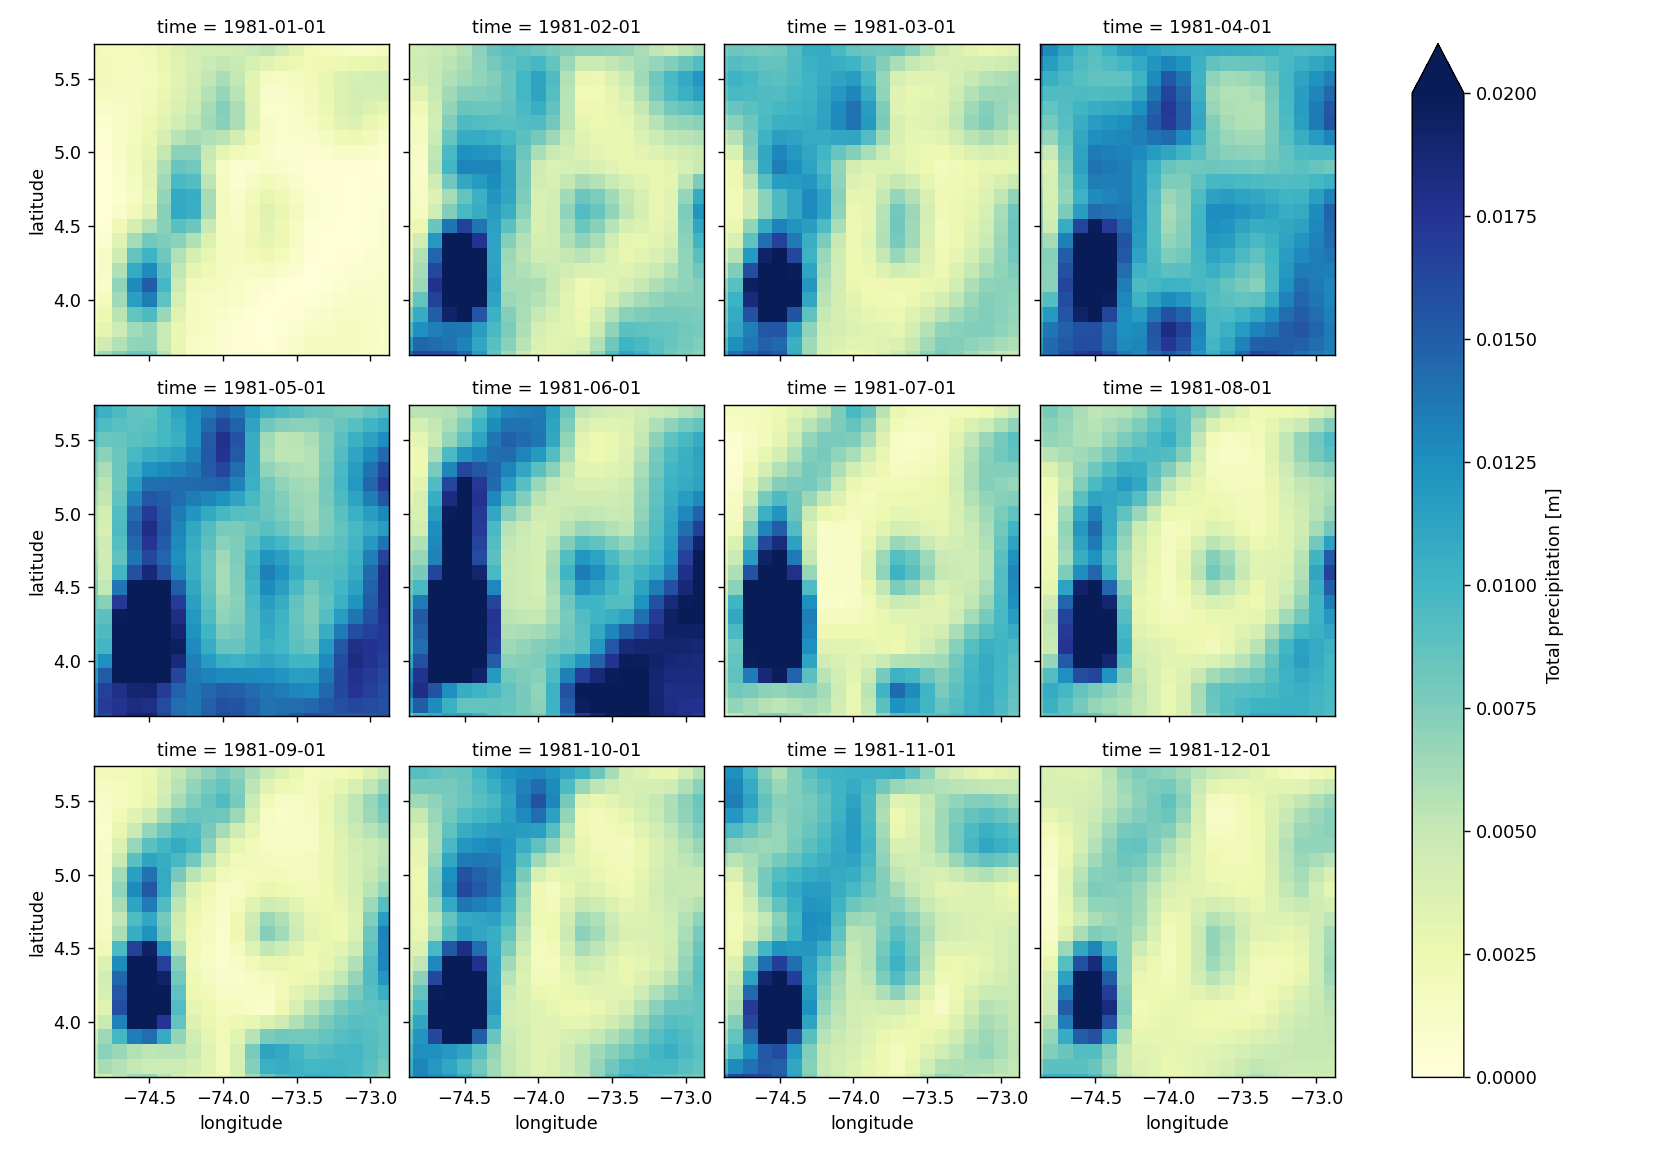 time = 1981-01-01
time = 1981-02-01
time = 1981-03-01
time = 1981-04-01
latitude
5.5
5.0
4.5
4.0
time = 1981-05-01
time = 1981-06-01
time = 1981-07-01
time = 1981-08-01
latitude
5.5
5.0
4.5
4.0
time = 1981-09-01
time = 1981-10-01
time = 1981-11-01
time = 1981-12-01
latitude
5.5
5.0
4.5
4.0
−74.5 −74.0 −73.5 −73.0
longitude
−74.5 −74.0 −73.5 −73.0
longitude
−74.5 −74.0 −73.5 −73.0
longitude
−74.5 −74.0 −73.5 −73.0
longitude
0.0200
0.0175
0.0150
0.0125
0.0100
0.0075
0.0050
0.0025
0.0000
Total precipitation [m]